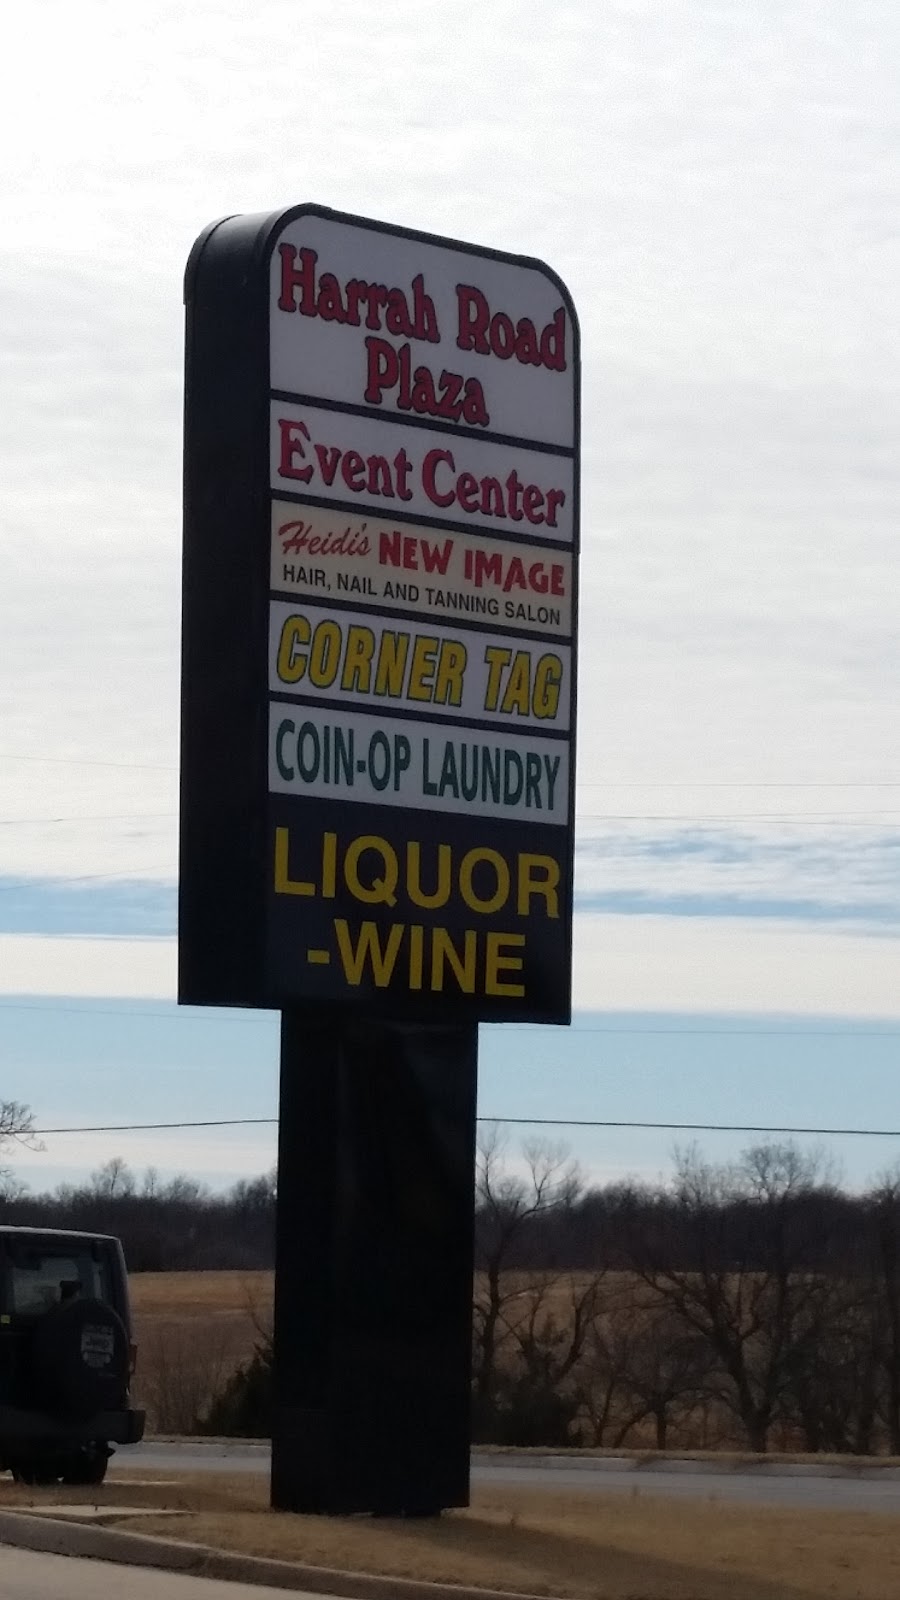 Harrah Road
Plaza
Event Center
Heidi's NEW IMAGE
HAIR, NAIL AND TANNING SALON
CORNER TAG
COIN-OP LAUNDRY
LIQUOR
-WINE